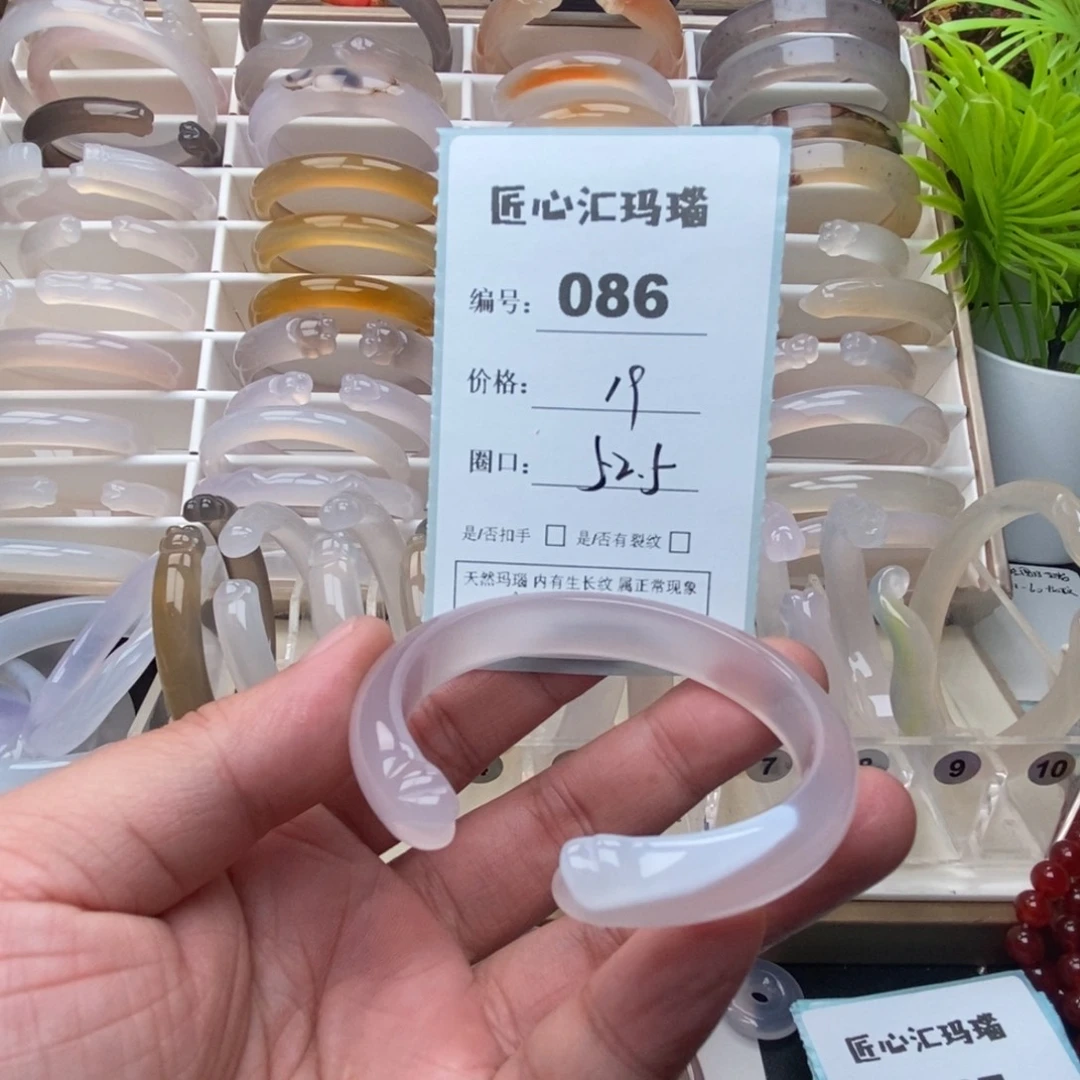 匠心汇玛瑙
编号: 086
价格: 19
圈口: 52.5
是/否扣手 □ 是/否有裂纹 □
天然玛瑙 内有生长纹 属正常现象
7
8
9
10
匠心汇玛瑙